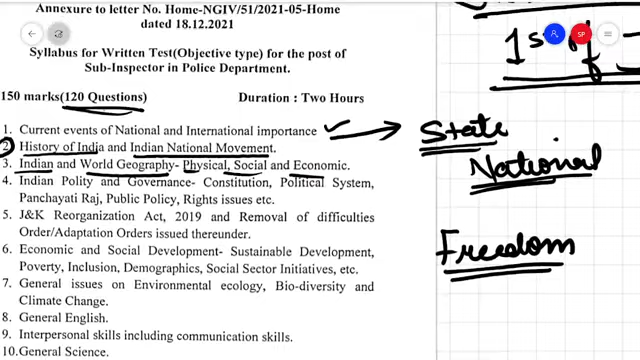 Annexure to letter No. Home-NGIV/51/2021-05-Home
dated 18.12.2021
Syllabus for Written Test(Objective type) for the post of
Sub-Inspector in Police Department.
150 marks(120 Questions)
Duration : Two Hours
1. Current events of National and International importance
2. History of India and Indian National Movement.
3. Indian and World Geography- Physical, Social and Economic.
4. Indian Polity and Governance- Constitution, Political System,
Panchayati Raj, Public Policy, Rights issues etc.
5. J&K Reorganization Act, 2019 and Removal of difficulties
Order/Adaptation Orders issued thereunder.
6. Economic and Social Development- Sustainable Development,
Poverty, Inclusion, Demographics, Social Sector Initiatives, etc.
7. General issues on Environmental ecology, Bio-diversity and
Climate Change.
8. General English.
9. Interpersonal skills including communication skills.
10.General Science.
SP
State
National
Freedom